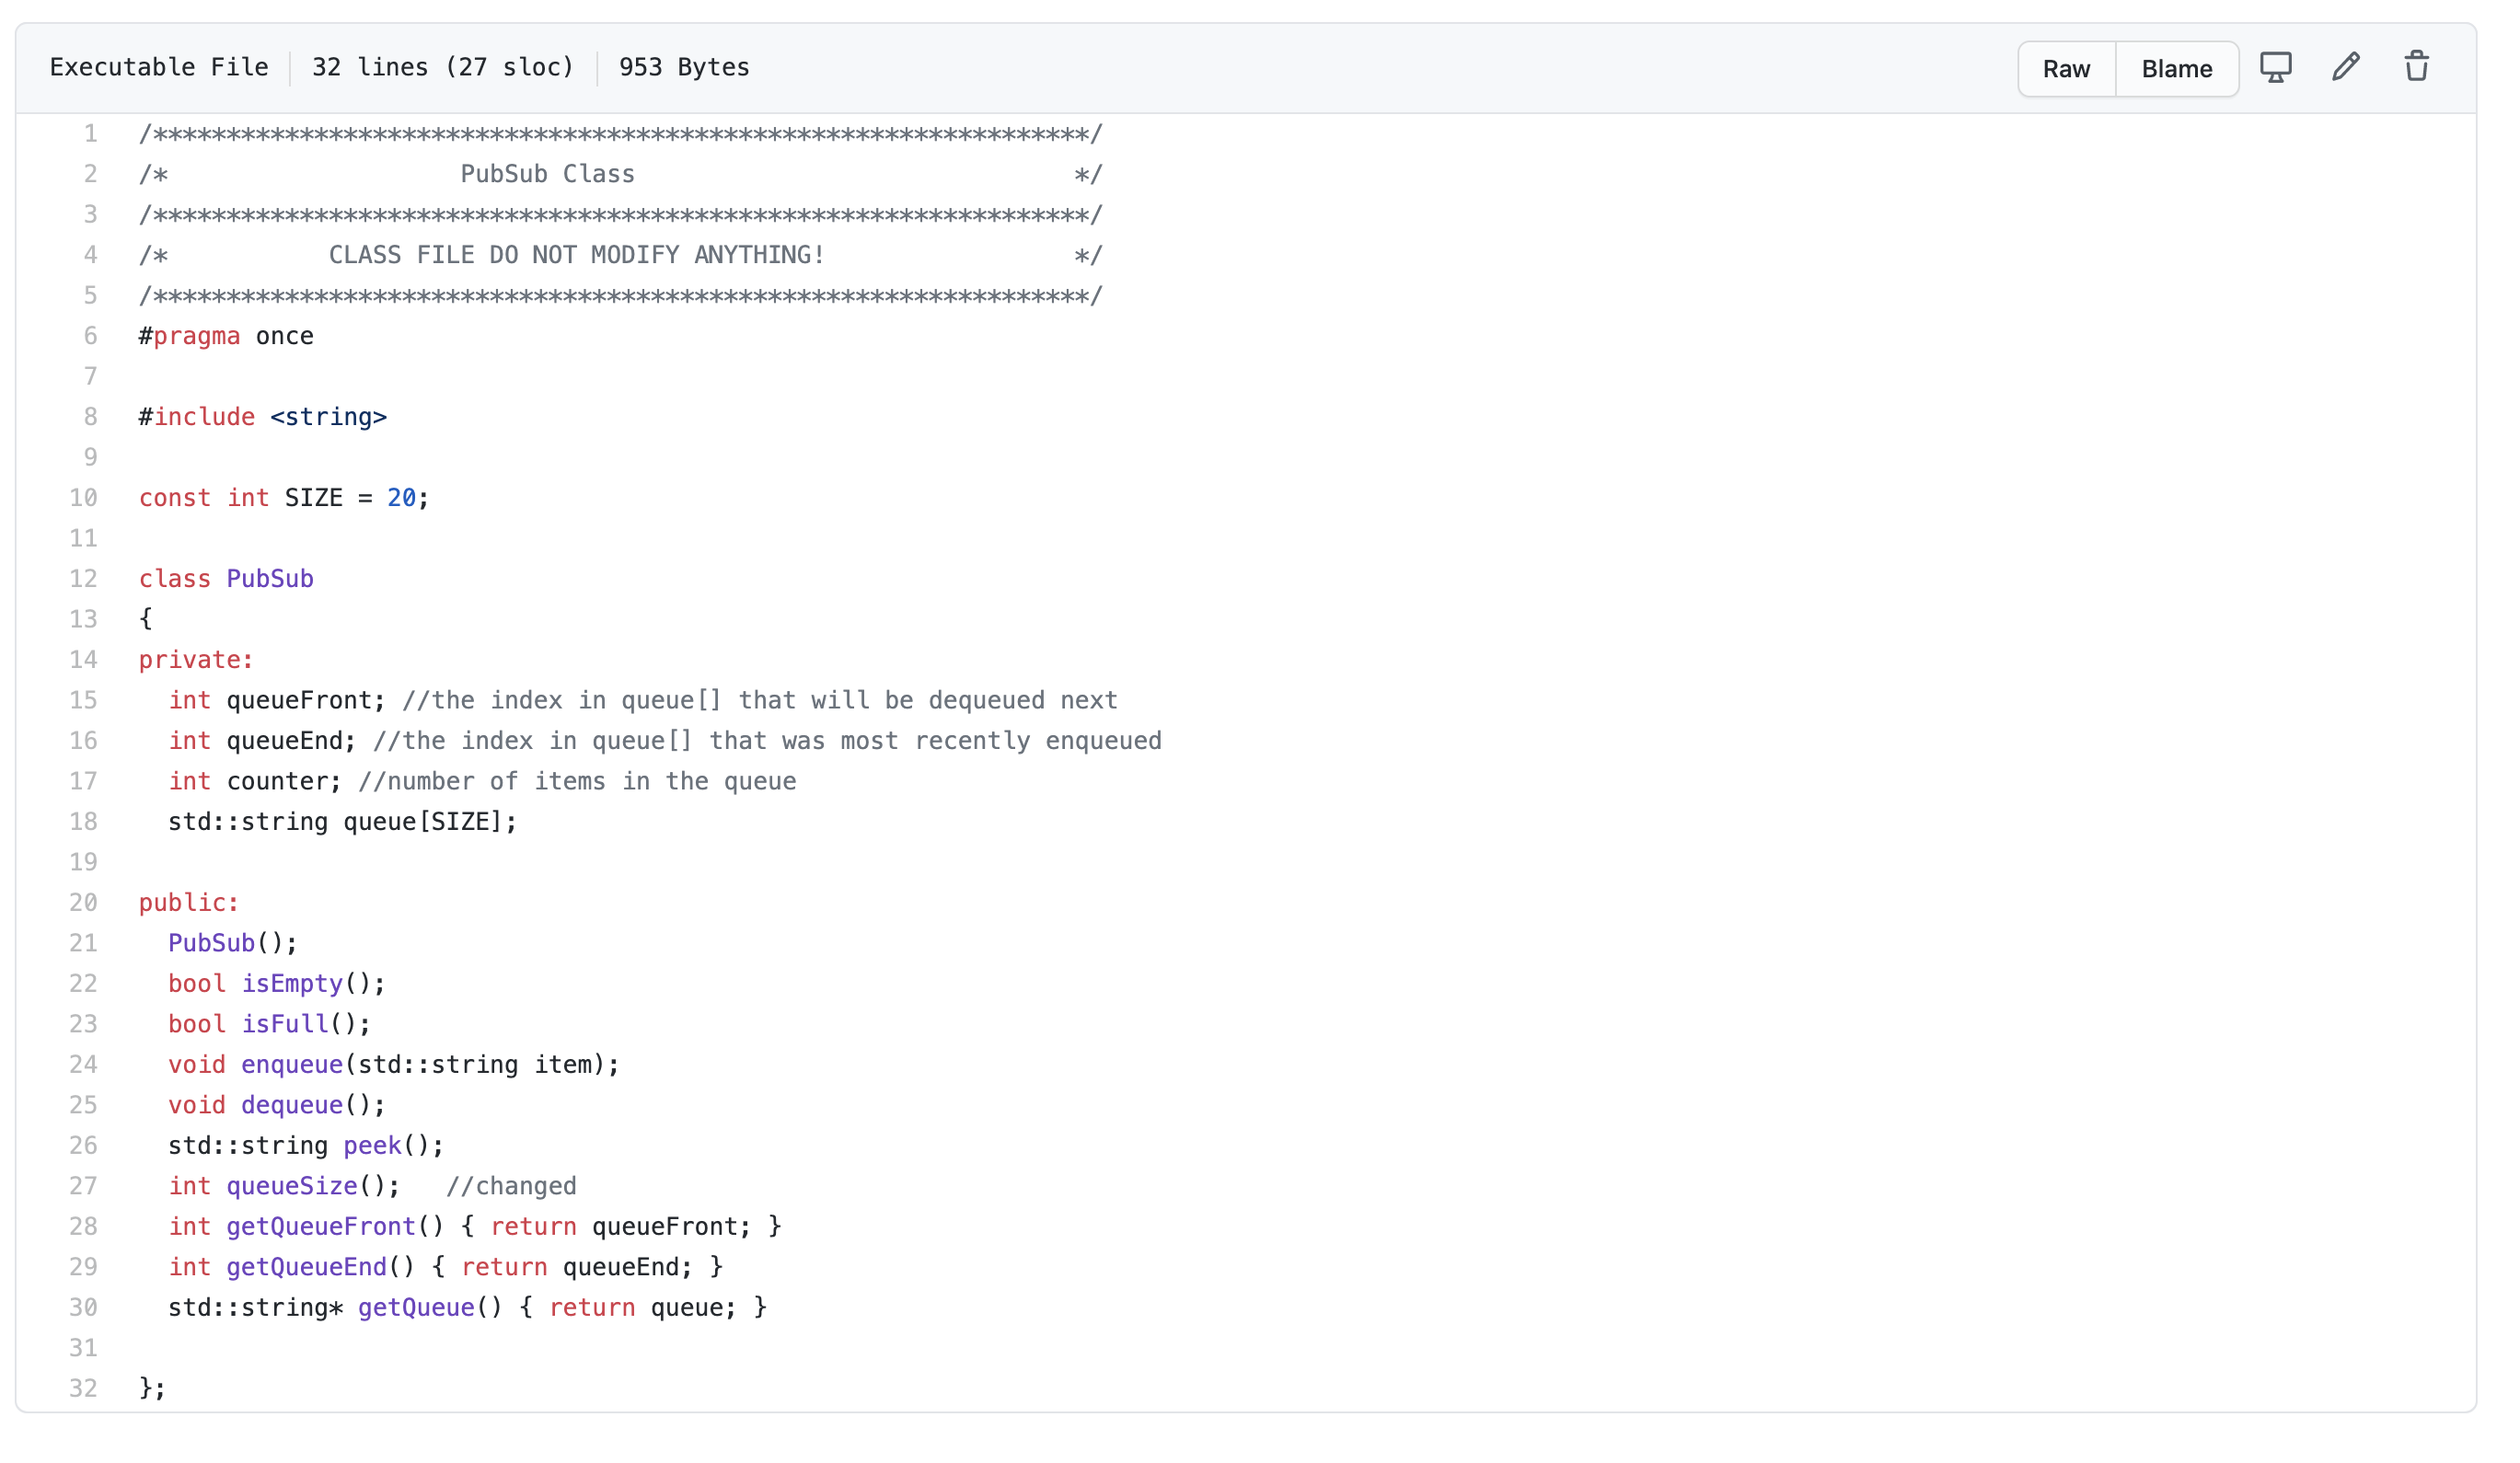 Executable File 32 lines (27 sloc) 953 Bytes Raw Blame
1 /****************************************************************/
2 /*                    PubSub Class                              */
3 /****************************************************************/
4 /*           CLASS FILE DO NOT MODIFY ANYTHING!                 */
5 /****************************************************************/
6 #pragma once
7
8 #include <string>
9
10 const int SIZE = 20;
11
12 class PubSub
13 {
14 private:
15   int queueFront; //the index in queue[] that will be dequeued next
16   int queueEnd; //the index in queue[] that was most recently enqueued
17   int counter; //number of items in the queue
18   std::string queue[SIZE];
19
20 public:
21   PubSub();
22   bool isEmpty();
23   bool isFull();
24   void enqueue(std::string item);
25   void dequeue();
26   std::string peek();
27   int queueSize();   //changed
28   int getQueueFront() { return queueFront; }
29   int getQueueEnd() { return queueEnd; }
30   std::string* getQueue() { return queue; }
31
32 };